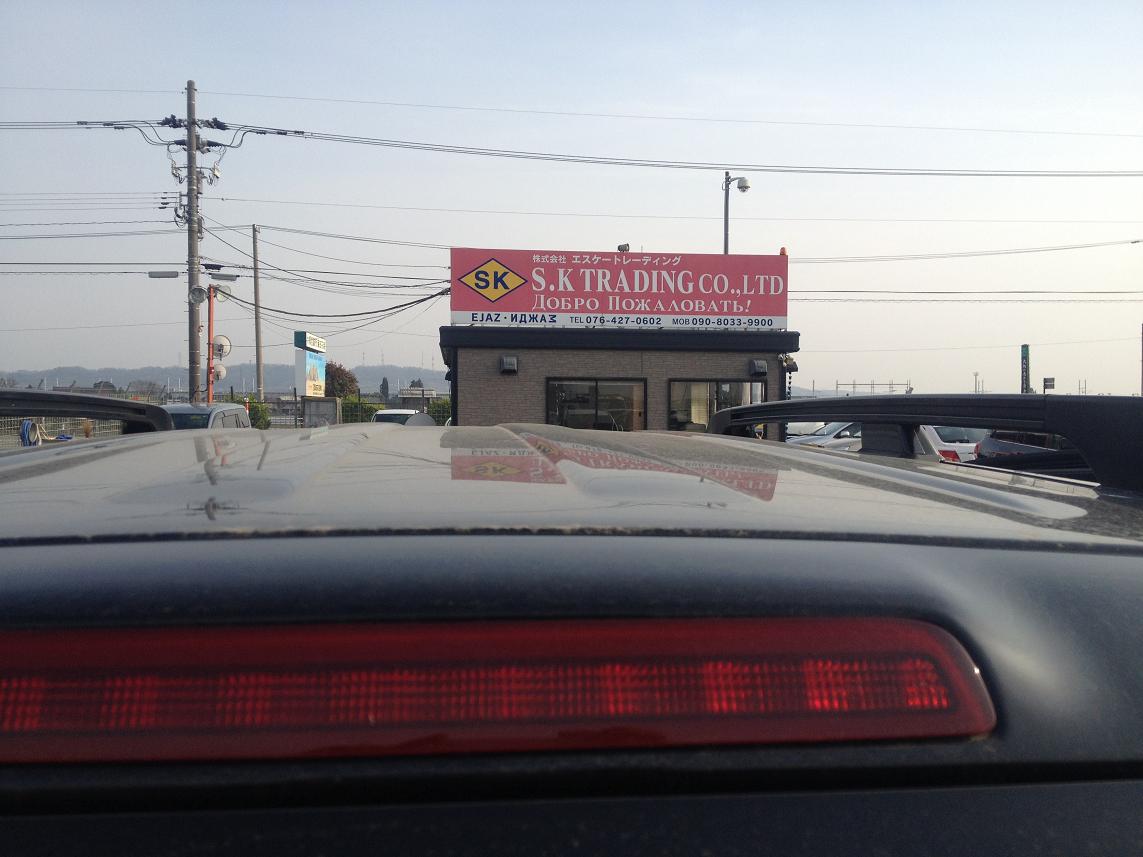 株式会社 エスケートレーディング
SK S.K TRADING CO.,LTD
Добро Пожаловать!
EJAZ・ИДЖАЗ TEL 076-427-0602 MOB 090-8033-9900